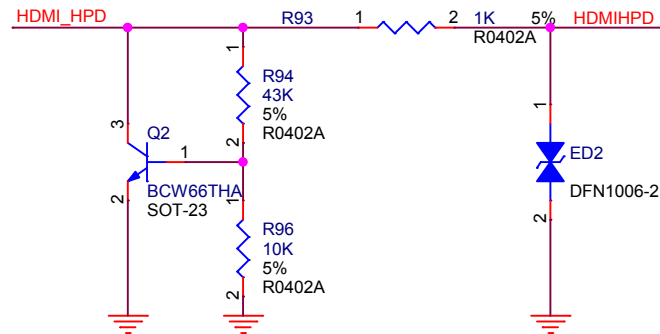 HDMI_HPD R93 1 2 1K 5% HDMIHPD
R0402A
1
R94
43K
5%
R0402A
2
3
Q2
1
BCW66THA
SOT-23
2
1
R96
10K
5%
R0402A
2
1
ED2
DFN1006-2
2